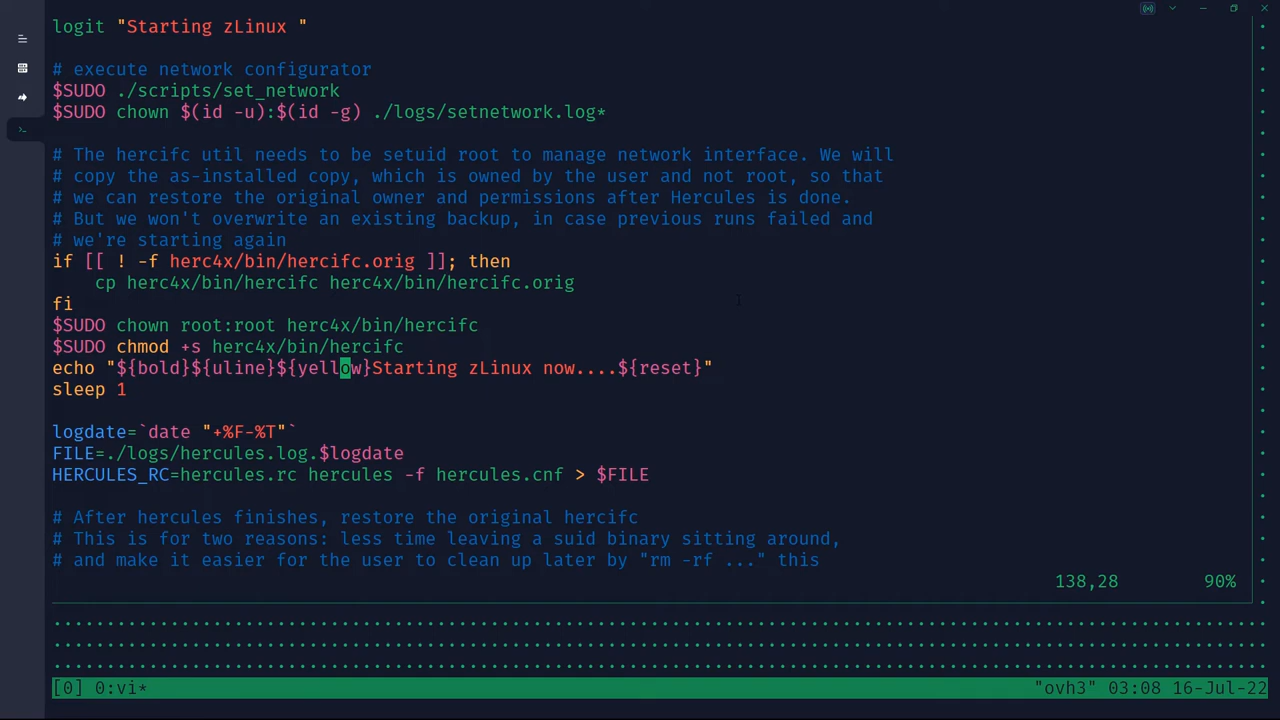 logit "Starting zLinux "
# execute network configurator
$SUDO ./scripts/set_network
$SUDO chown $(id -u):$(id -g) ./logs/setnetwork.log*
# The hercifc util needs to be setuid root to manage network interface. We will
# copy the as-installed copy, which is owned by the user and not root, so that
# we can restore the original owner and permissions after Hercules is done.
# But we won't overwrite an existing backup, in case previous runs failed and
# we're starting again
if [[ ! -f herc4x/bin/hercifc.orig ]]; then
    cp herc4x/bin/hercifc herc4x/bin/hercifc.orig
fi
$SUDO chown root:root herc4x/bin/hercifc
$SUDO chmod +s herc4x/bin/hercifc
echo "${bold}${uline}${yellow}Starting zLinux now....${reset}"
sleep 1
logdate=`date "+%F-%T"`
FILE=./logs/hercules.log.$logdate
HERCULES_RC=hercules.rc hercules -f hercules.cnf > $FILE
# After hercules finishes, restore the original hercifc
# This is for two reasons: less time leaving a suid binary sitting around,
# and make it easier for the user to clean up later by "rm -rf ..." this
138,28 90%
[0] 0:vi* "ovh3" 03:08 16-Jul-22